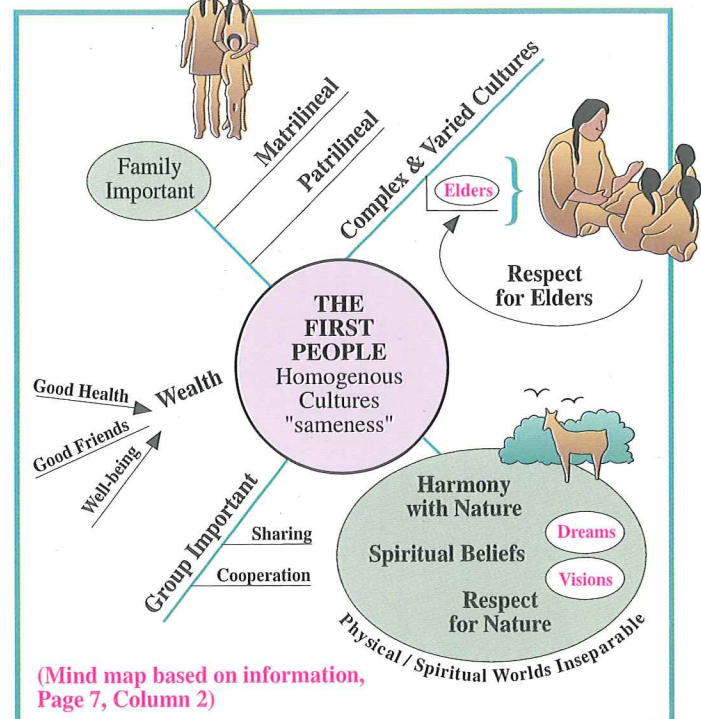 Family
Important
Matrilineal
Patrilineal
Complex & Varied Cultures
Elders
Respect
for Elders
THE
FIRST
PEOPLE
Homogenous
Cultures
"sameness"
Good Health
Good Friends
Well-being
Wealth
Group Important
Sharing
Cooperation
Harmony
with Nature
Dreams
Spiritual Beliefs
Visions
Respect
for Nature
Physical / Spiritual Worlds Inseparable
(Mind map based on information,
Page 7, Column 2)